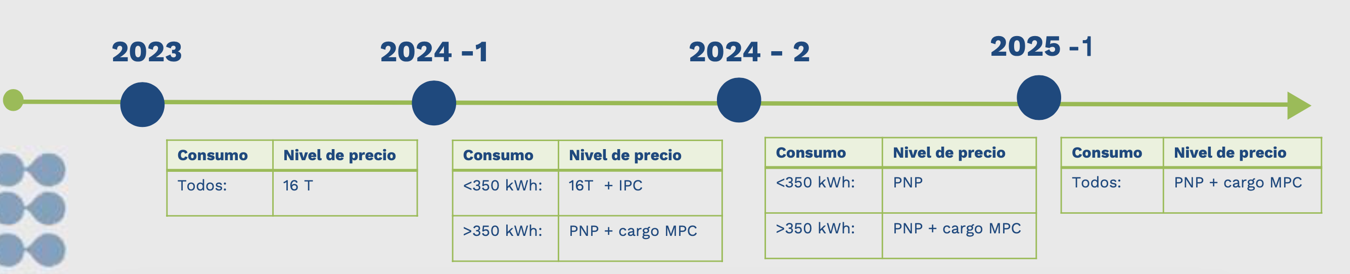 2023
2024 -1
2024 - 2
2025 -1
Consumo Nivel de precio
Todos: 16 T
Consumo Nivel de precio
<350 kWh: 16T + IPC
>350 kWh: PNP + cargo MPC
Consumo Nivel de precio
<350 kWh: PNP
>350 kWh: PNP + cargo MPC
Consumo Nivel de precio
Todos: PNP + cargo MPC